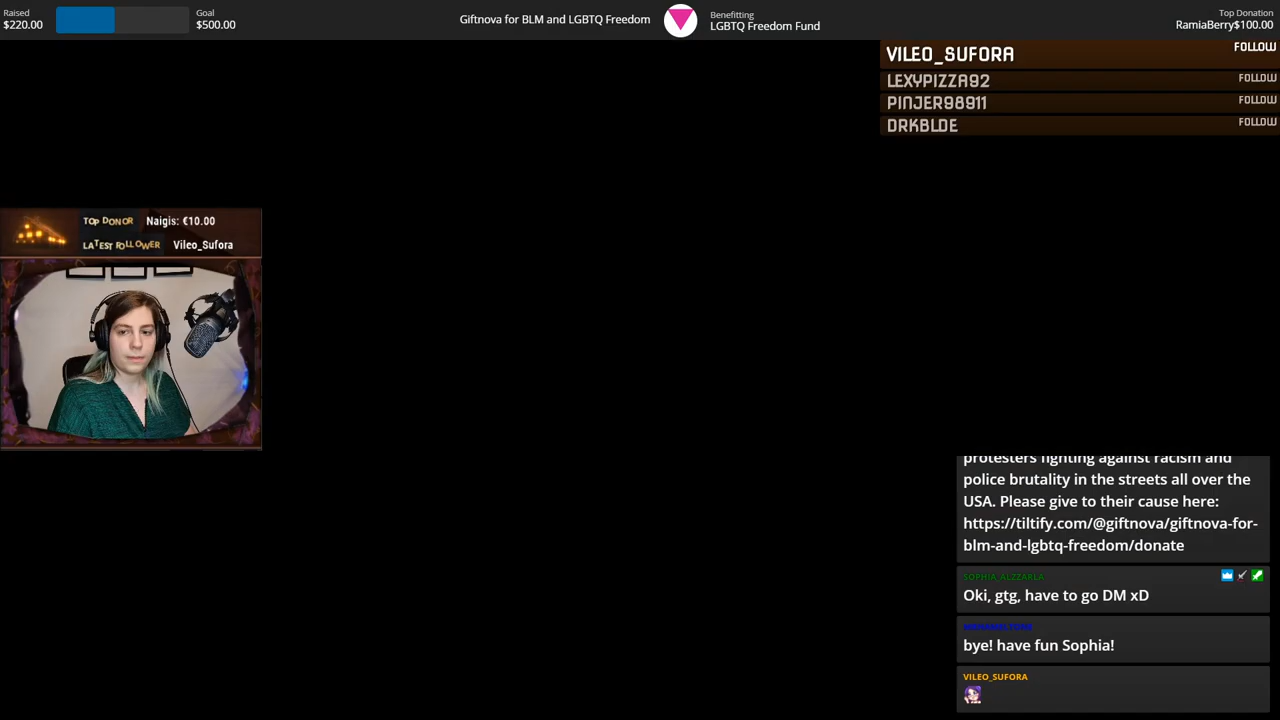 Raised
$220.00
Goal
$500.00
Giftnova for BLM and LGBTQ Freedom
Benefitting
LGBTQ Freedom Fund
Top Donation
RamiaBerry$100.00
VILEO_SUFORA FOLLOW
LEXYPIZZA92 FOLLOW
PINJER98911 FOLLOW
DRKBLDE FOLLOW
TOP DONOR Naigis: €10.00
LATEST FOLLOWER Vileo_Sufora
protesters fighting against racism and
police brutality in the streets all over the
USA. Please give to their cause here:
https://tiltify.com/@giftnova/giftnova-for-
blm-and-lgbtq-freedom/donate
SOPHIA_ALZZARLA
Oki, gtg, have to go DM xD
bye! have fun Sophia!
VILEO_SUFORA